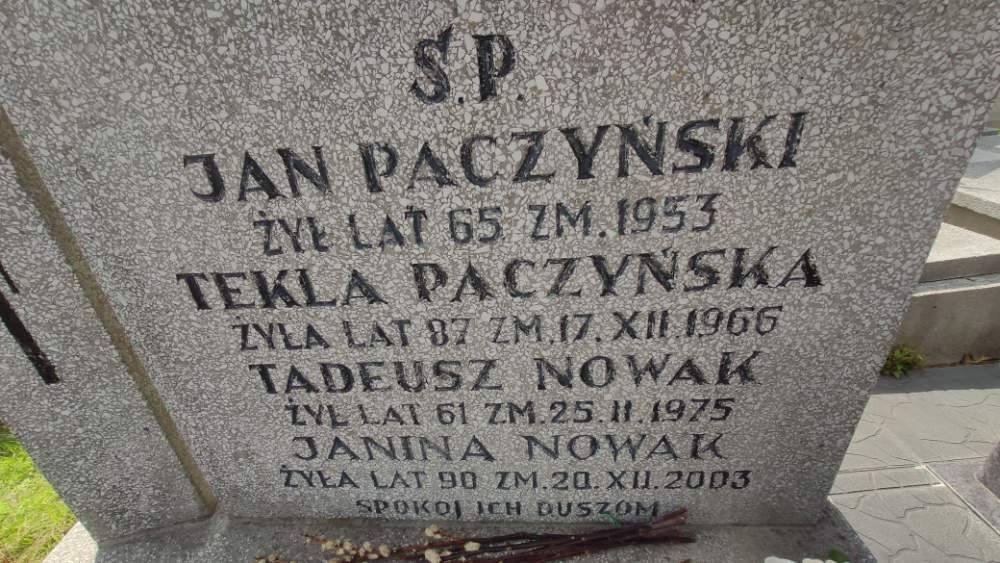 Ś.P.
JAN PACZYŃSKI
ŻYŁ LAT 65 ZM. 1953
TEKLA PACZYŃSKA
ŻYŁA LAT 87 ZM. 17. XII. 1966
TADEUSZ NOWAK
ŻYŁ LAT 61 ZM. 25. II. 1975
JANINA NOWAK
ŻYŁA LAT 90 ZM. 20. XII. 2003
SPOKOJ ICH DUSZOM